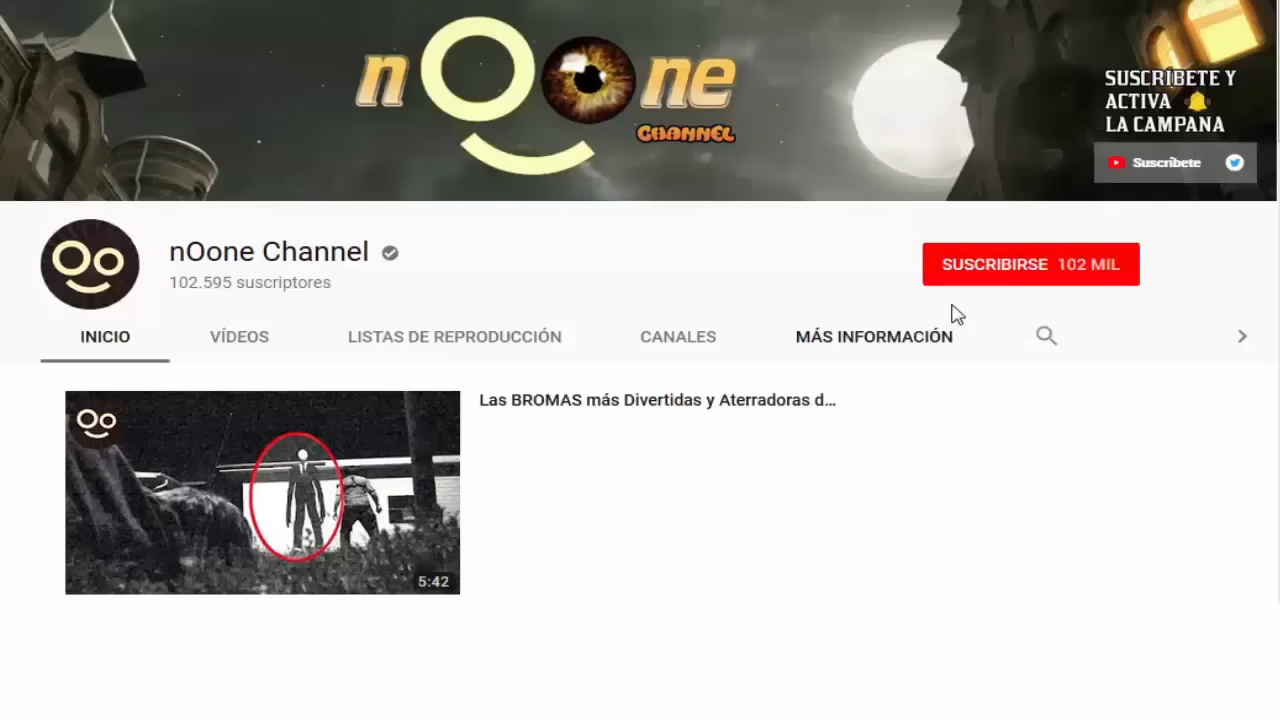 nOone
CHANNEL
SUSCRIBETE Y
ACTIVA
LA CAMPANA
Suscríbete
nOone Channel
102.595 suscriptores
SUSCRIBIRSE 102 MIL
INICIO VÍDEOS LISTAS DE REPRODUCCIÓN CANALES MÁS INFORMACIÓN
Las BROMAS más Divertidas y Aterradoras d...
5:42